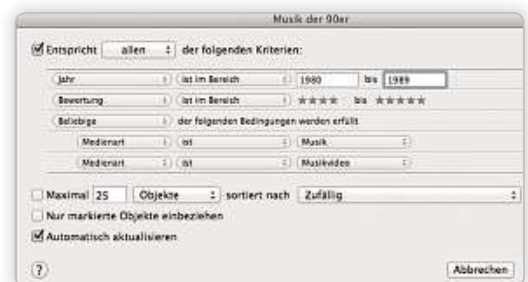 Musik der 90er
Entspricht allen der folgenden Kriterien:
Jahr ist im Bereich 1980 bis 1989
Bewertung ist im Bereich ★★★★ bis ★★★★★
Beliebige der folgenden Bedingungen werden erfüllt
Medienart ist Musik
Medienart ist Musikvideo
Maximal 25 Objekte sortiert nach Zufällig
Nur markierte Objekte einbeziehen
Automatisch aktualisieren
? Abbrechen